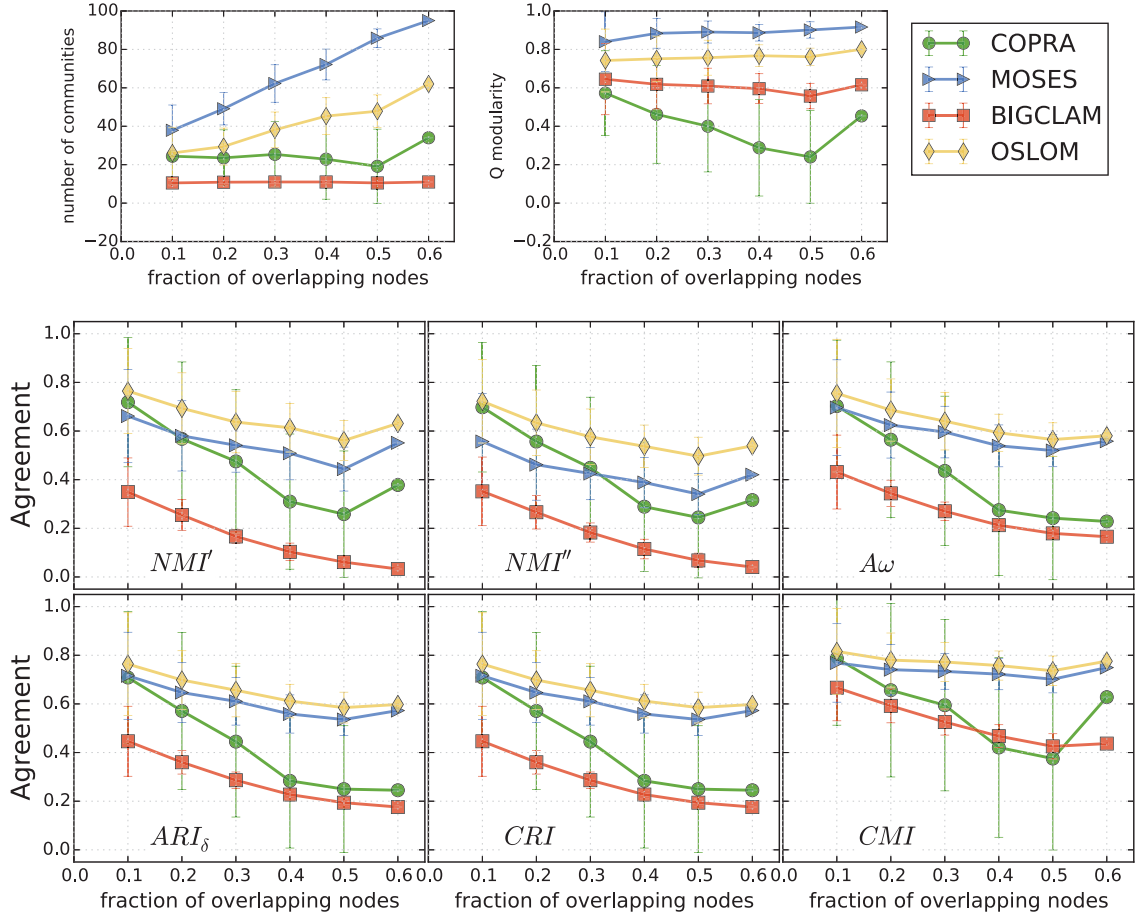 number of communities
100
80
60
40
20
0
−20
0.0 0.1 0.2 0.3 0.4 0.5 0.6
fraction of overlapping nodes
Q modularity
1.0
0.8
0.6
0.4
0.2
0.0
−0.2
0.0 0.1 0.2 0.3 0.4 0.5 0.6
fraction of overlapping nodes
COPRA
MOSES
BIGCLAM
OSLOM
Agreement
1.0
0.8
0.6
0.4
0.2
0.0
NMI′
NMI″
Aω
Agreement
1.0
0.8
0.6
0.4
0.2
0.0
ARIδ
CRI
CMI
0.0 0.1 0.2 0.3 0.4 0.5 0.6
0.0 0.1 0.2 0.3 0.4 0.5 0.6
0.0 0.1 0.2 0.3 0.4 0.5 0.6
fraction of overlapping nodes
fraction of overlapping nodes
fraction of overlapping nodes